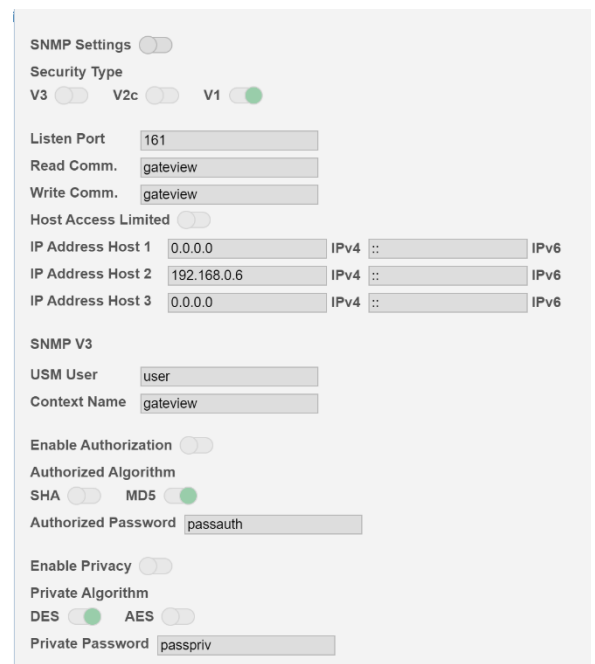 SNMP Settings
Security Type
V3 V2c V1
Listen Port 161
Read Comm. gateview
Write Comm. gateview
Host Access Limited
IP Address Host 1 0.0.0.0 IPv4 :: IPv6
IP Address Host 2 192.168.0.6 IPv4 :: IPv6
IP Address Host 3 0.0.0.0 IPv4 :: IPv6
SNMP V3
USM User user
Context Name gateview
Enable Authorization
Authorized Algorithm
SHA MD5
Authorized Password passauth
Enable Privacy
Private Algorithm
DES AES
Private Password passpriv